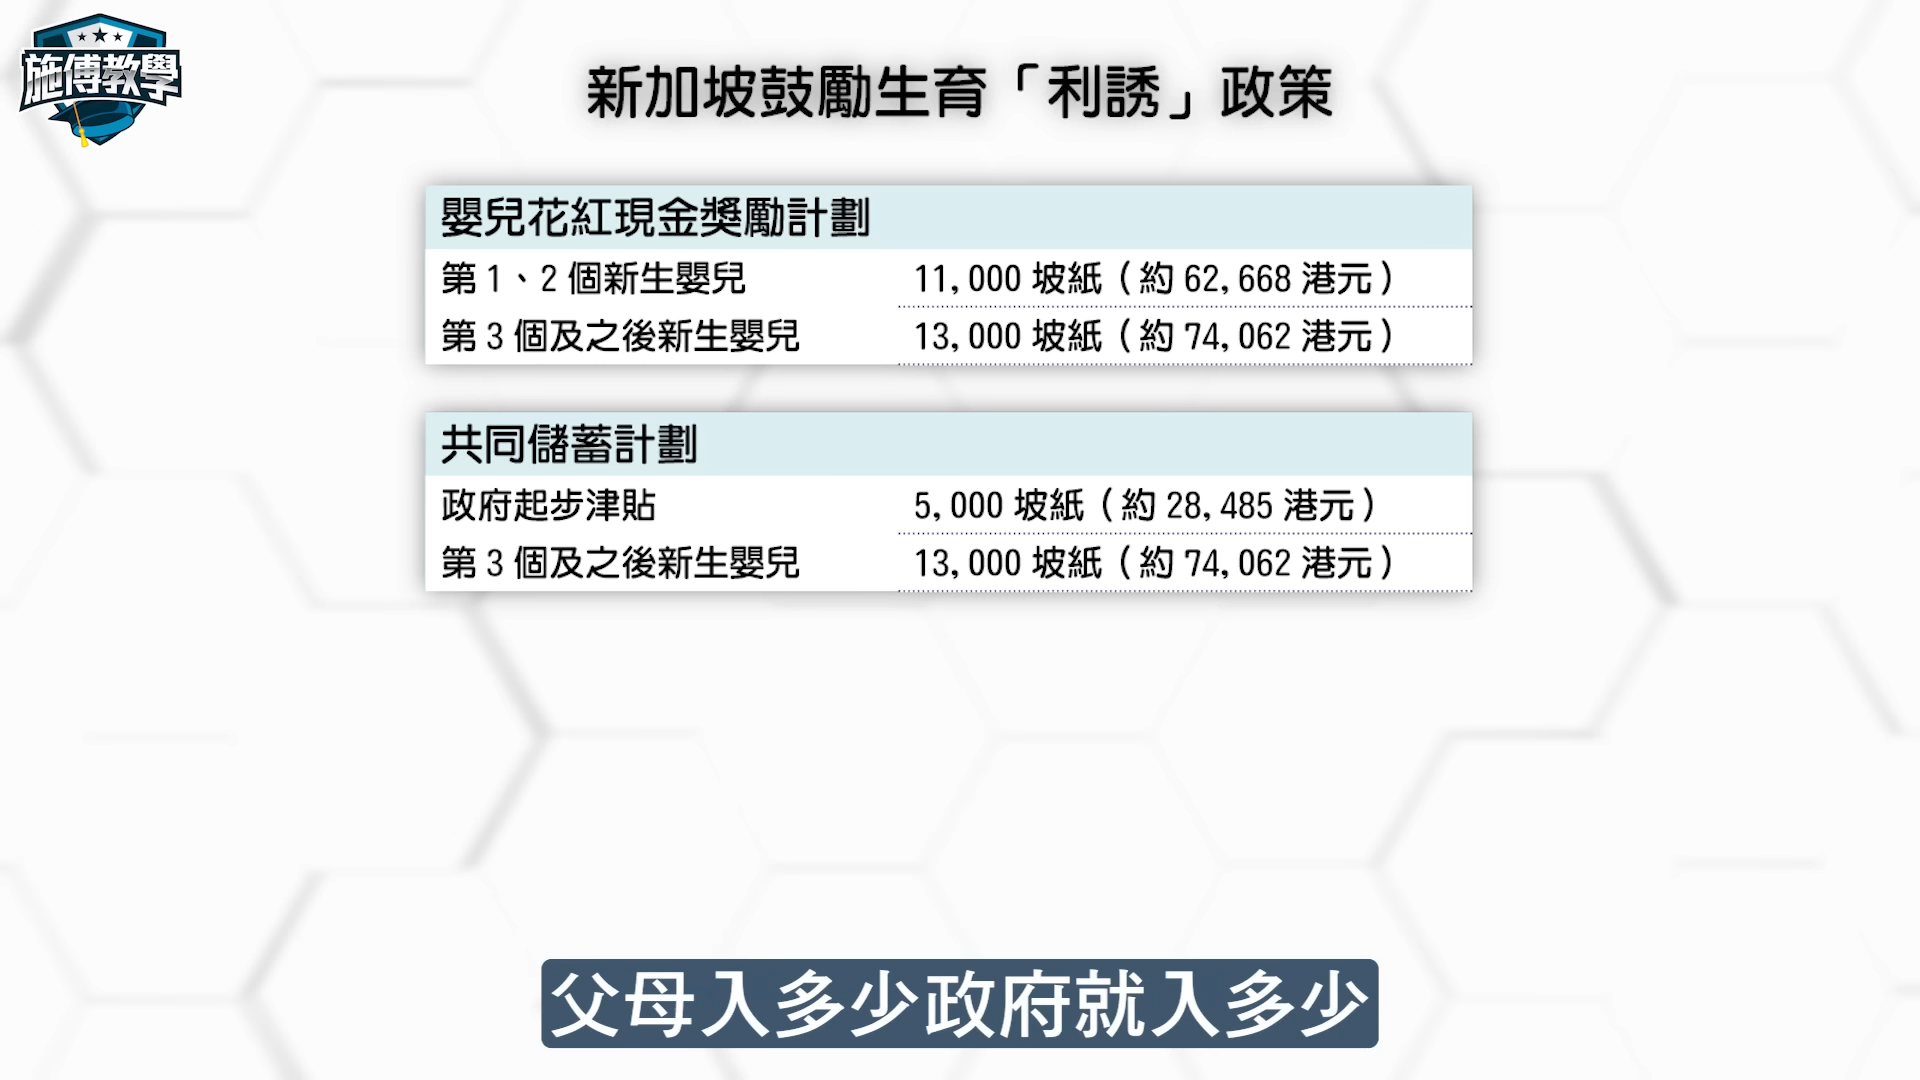 施傅教學
新加坡鼓勵生育「利誘」政策
嬰兒花紅現金獎勵計劃
第 1、2 個新生嬰兒 11,000 坡紙（約 62,668 港元）
第 3 個及之後新生嬰兒 13,000 坡紙（約 74,062 港元）
共同儲蓄計劃
政府起步津貼 5,000 坡紙（約 28,485 港元）
第 3 個及之後新生嬰兒 13,000 坡紙（約 74,062 港元）
父母入多少政府就入多少